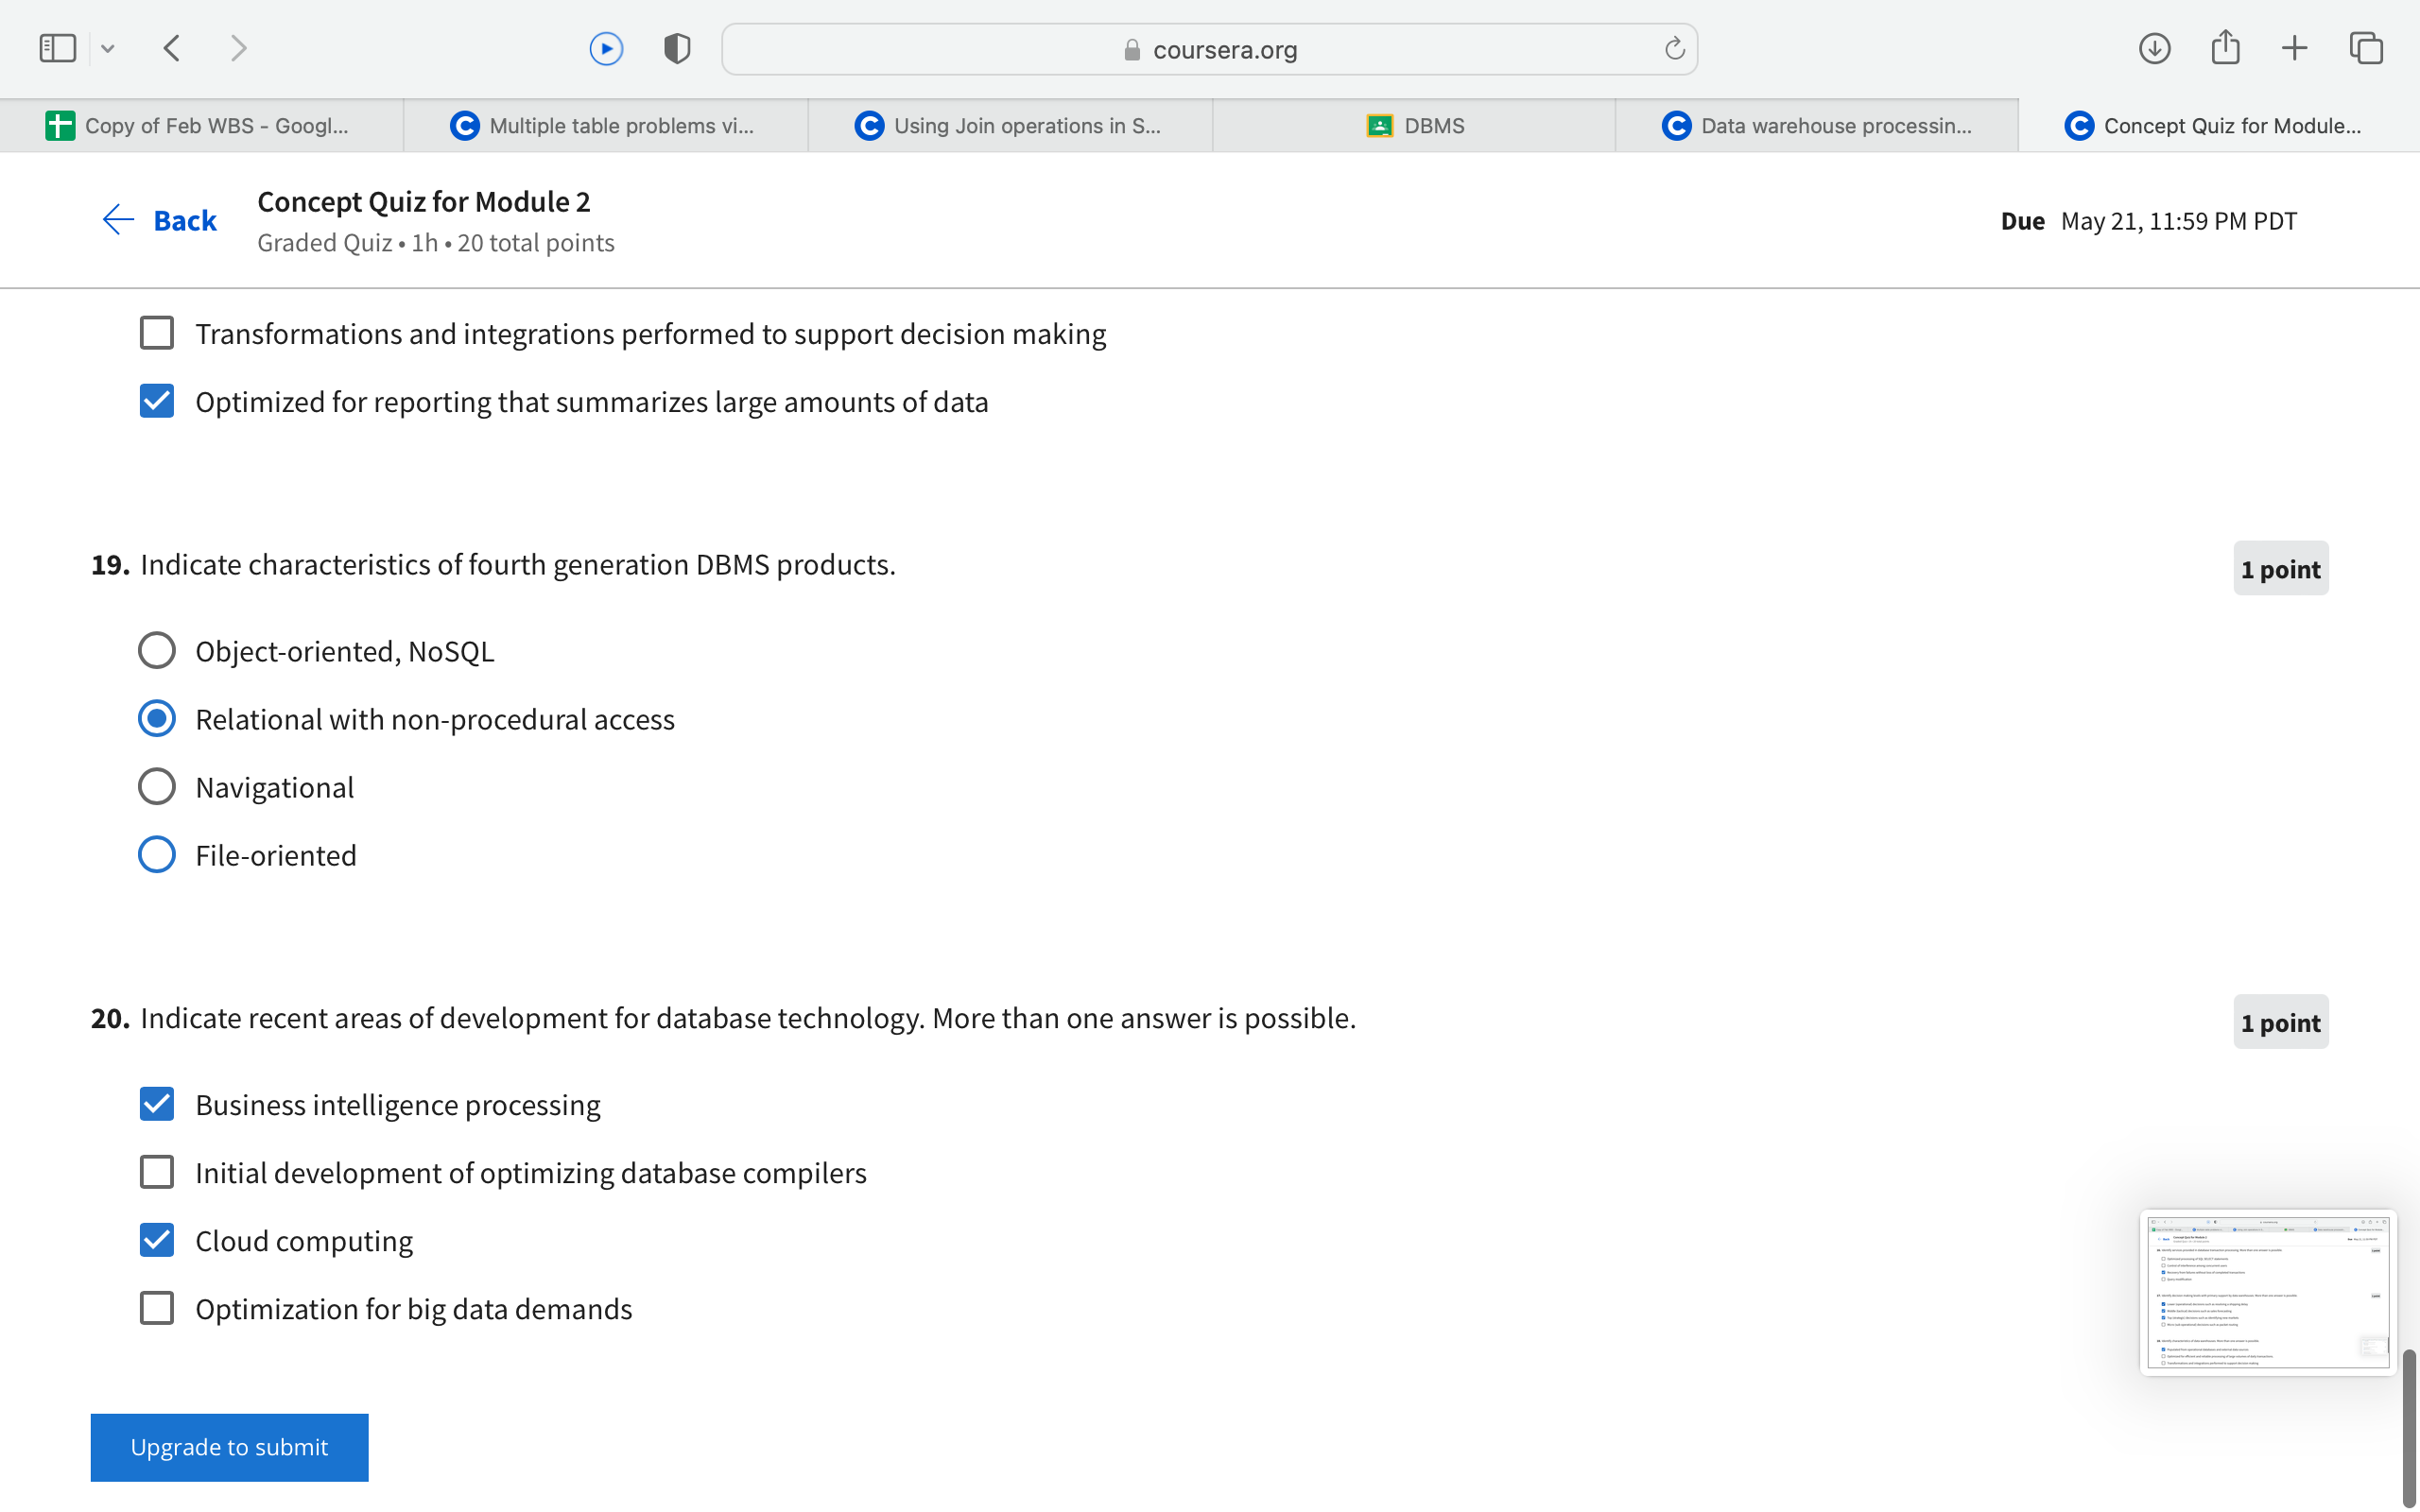 coursera.org
Copy of Feb WBS - Googl...
Multiple table problems vi...
Using Join operations in S...
DBMS
Data warehouse processin...
Concept Quiz for Module...
Back
Concept Quiz for Module 2
Graded Quiz • 1h • 20 total points
Due May 21, 11:59 PM PDT
Transformations and integrations performed to support decision making
Optimized for reporting that summarizes large amounts of data
19. Indicate characteristics of fourth generation DBMS products.
1 point
Object-oriented, NoSQL
Relational with non-procedural access
Navigational
File-oriented
20. Indicate recent areas of development for database technology. More than one answer is possible.
1 point
Business intelligence processing
Initial development of optimizing database compilers
Cloud computing
Optimization for big data demands
Upgrade to submit